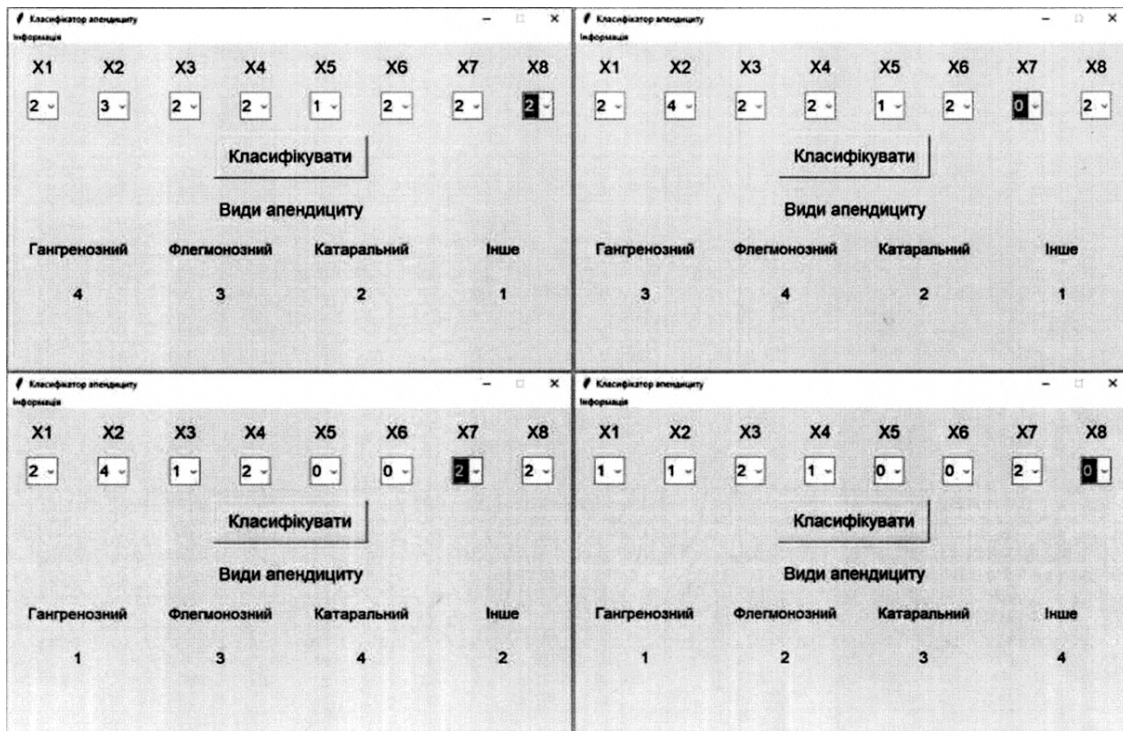 Класифікатор апендициту
Інформація
X1 X2 X3 X4 X5 X6 X7 X8
2 3 2 2 1 2 2 2
Класифікувати
Види апендициту
Гангренозний Флегмонозний Катаральний Інше
4 3 2 1
Класифікатор апендициту
Інформація
X1 X2 X3 X4 X5 X6 X7 X8
2 4 2 2 1 2 0 2
Класифікувати
Види апендициту
Гангренозний Флегмонозний Катаральний Інше
3 4 2 1
Класифікатор апендициту
Інформація
X1 X2 X3 X4 X5 X6 X7 X8
2 4 1 2 0 0 2 2
Класифікувати
Види апендициту
Гангренозний Флегмонозний Катаральний Інше
1 3 4 2
Класифікатор апендициту
Інформація
X1 X2 X3 X4 X5 X6 X7 X8
1 1 2 1 0 0 2 0
Класифікувати
Види апендициту
Гангренозний Флегмонозний Катаральний Інше
1 2 3 4